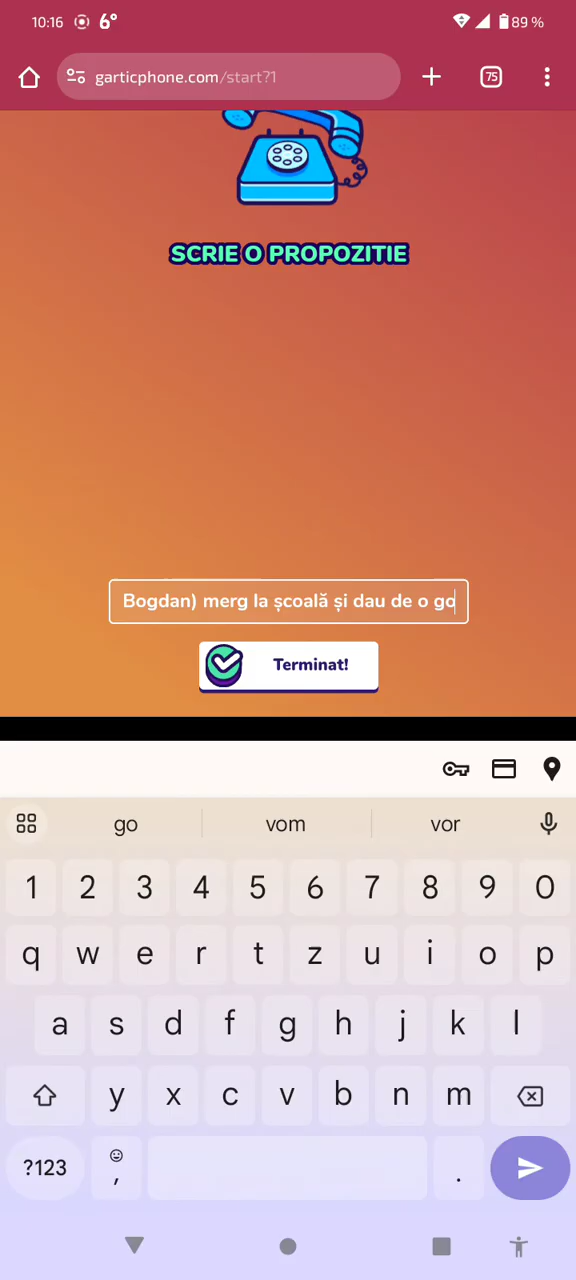 10:16 6° 89 %
garticphone.com/start?1 75
SCRIE O PROPOZITIE
Bogdan) merg la școală și dau de o go
Terminat!
go vom vor
1 2 3 4 5 6 7 8 9 0
q w e r t z u i o p
a s d f g h j k l
y x c v b n m
?123 , .